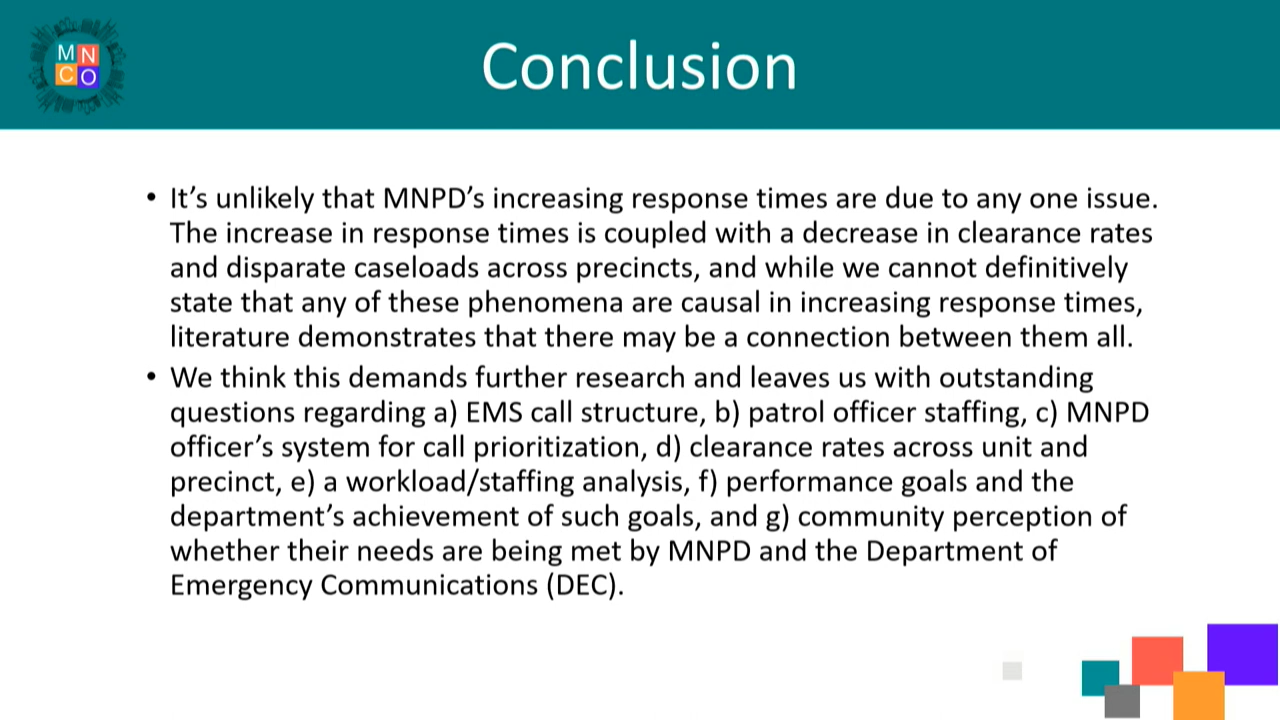 MN
CO
Conclusion
• It's unlikely that MNPD's increasing response times are due to any one issue.
The increase in response times is coupled with a decrease in clearance rates
and disparate caseloads across precincts, and while we cannot definitively
state that any of these phenomena are causal in increasing response times,
literature demonstrates that there may be a connection between them all.
• We think this demands further research and leaves us with outstanding
questions regarding a) EMS call structure, b) patrol officer staffing, c) MNPD
officer's system for call prioritization, d) clearance rates across unit and
precinct, e) a workload/staffing analysis, f) performance goals and the
department's achievement of such goals, and g) community perception of
whether their needs are being met by MNPD and the Department of
Emergency Communications (DEC).